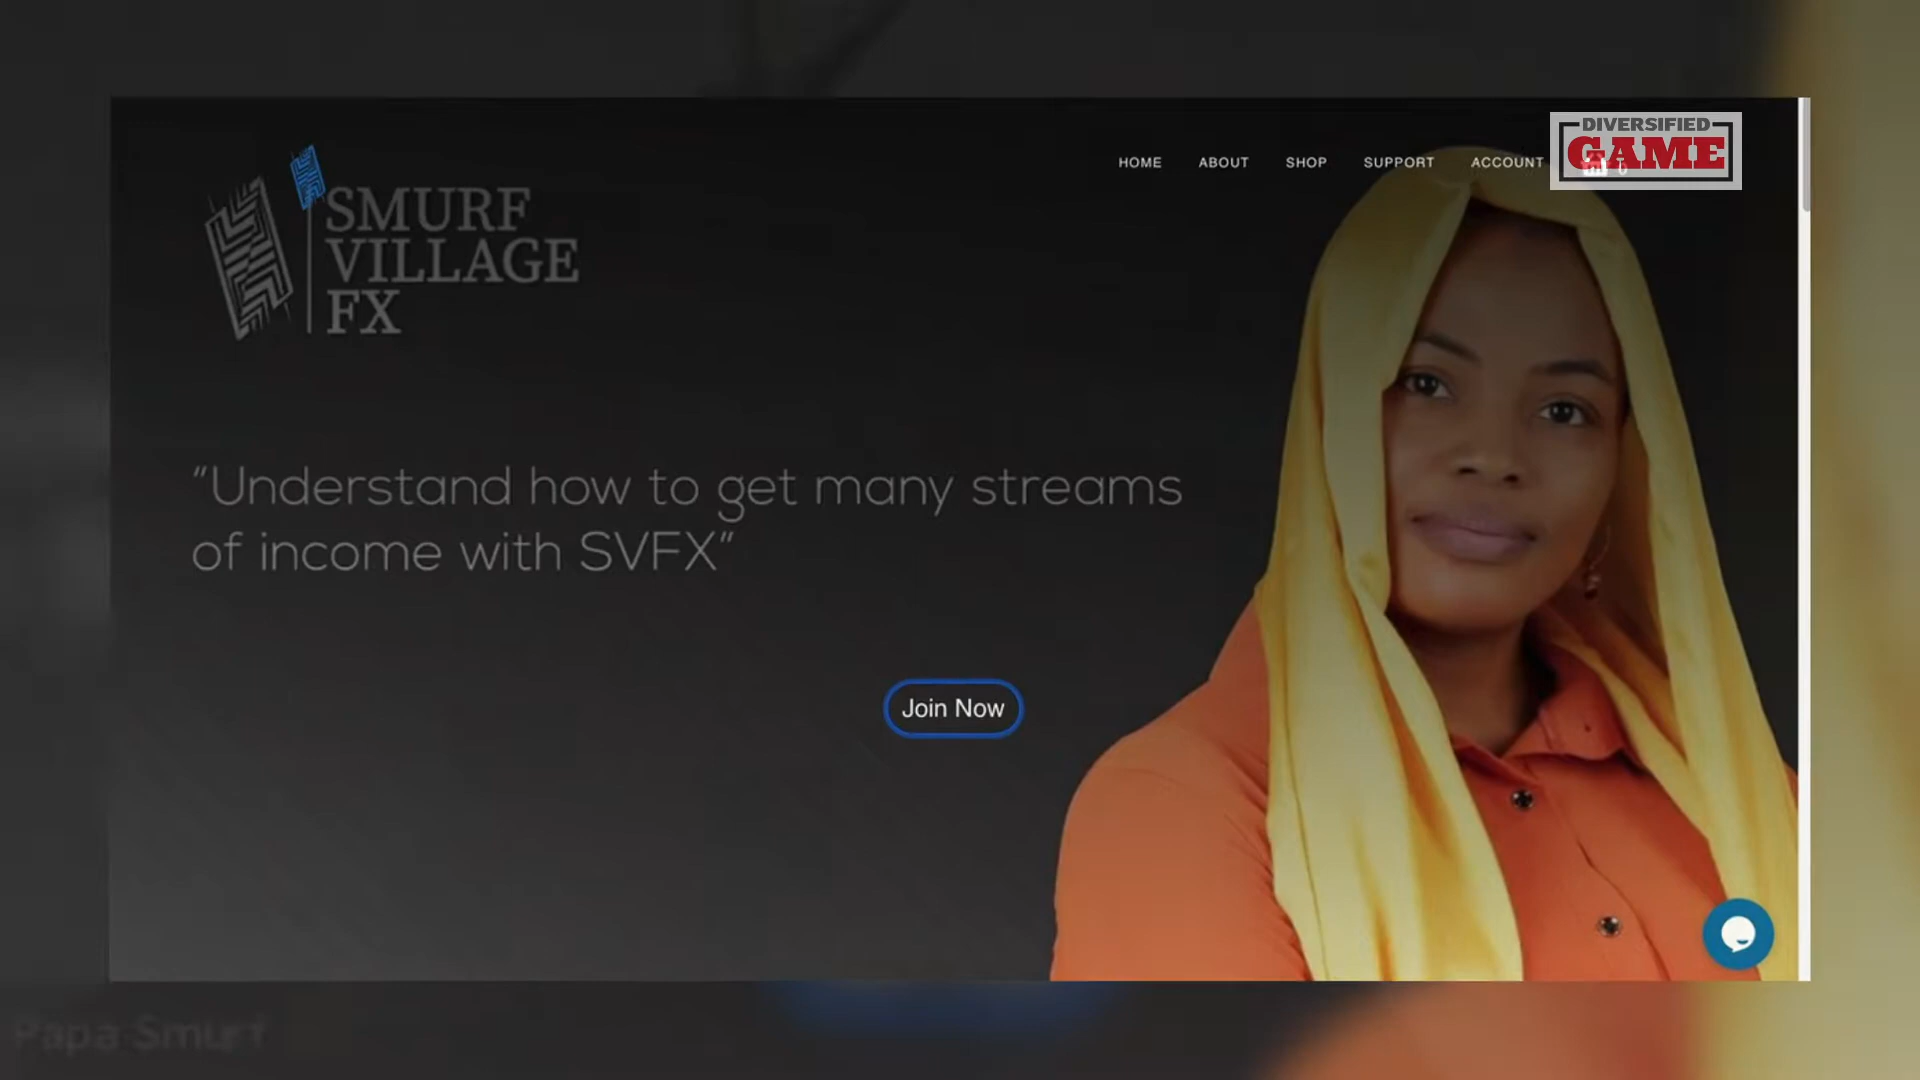 DIVERSIFIED
GAME
HOME ABOUT SHOP SUPPORT ACCOUNT 0
SMURF
VILLAGE
FX
“Understand how to get many streams
of income with SVFX”
Join Now
Papa Smurf